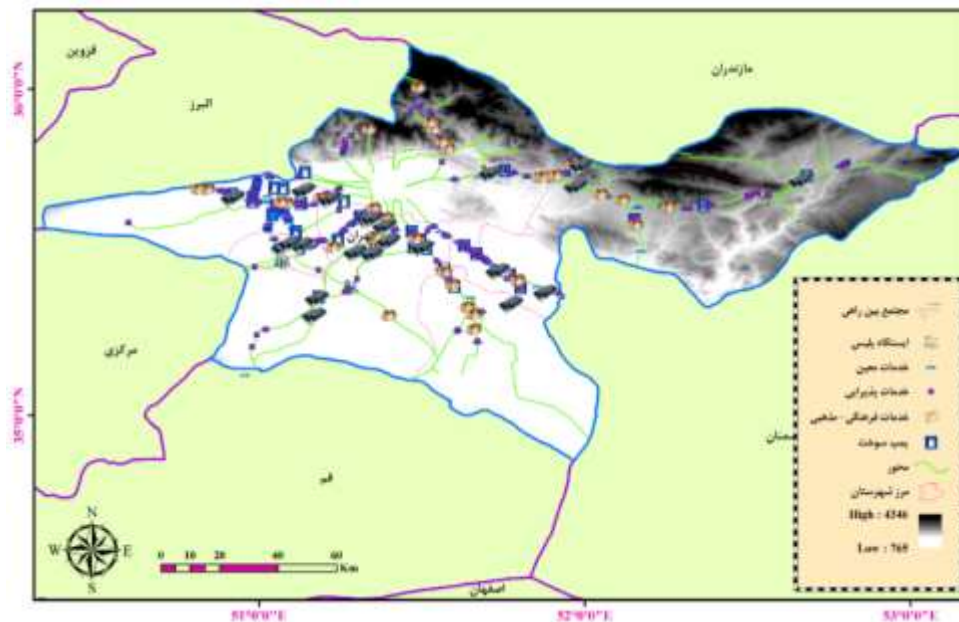 قزوین
36°0'0"N
البرز
مازندران
تهران
مرکزی
35°0'0"N
سمنان
قم
اصفهان
N
W
E
S
0 5 10 20 40 60
Km
51°0'0"E
52°0'0"E
53°0'0"E
مجتمع بین راهی
ایستگاه پلیس
خدمات معین
خدمات پذیرایی
خدمات فرهنگی - مذهبی
پمپ سوخت
محور
مرز شهرستان
High : 4346
Low : 765